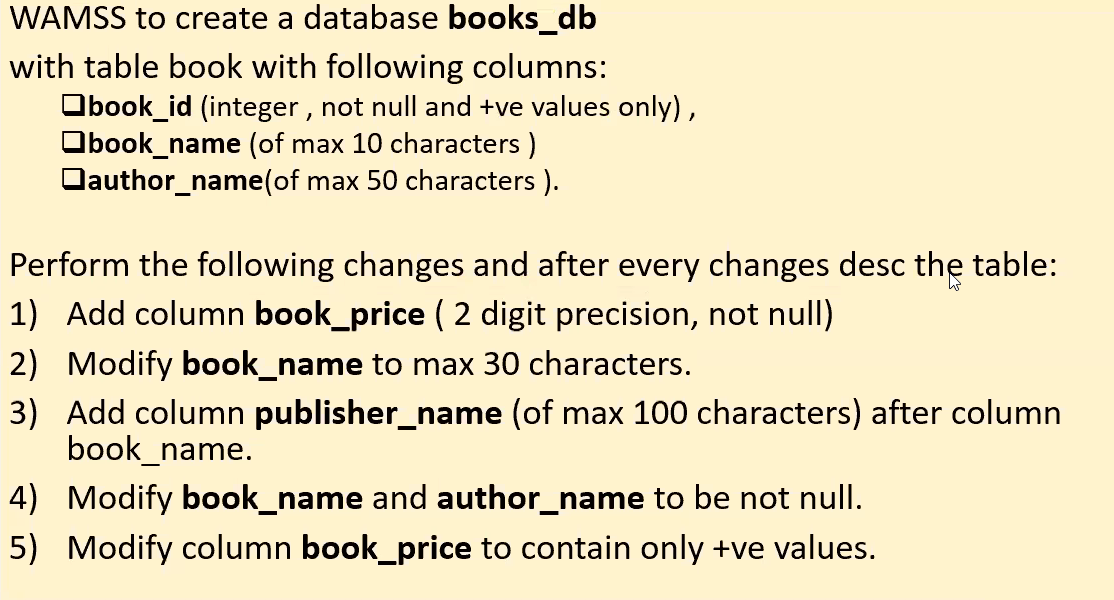 WAMSS to create a database books_db
with table book with following columns:
❑book_id (integer , not null and +ve values only) ,
❑book_name (of max 10 characters )
❑author_name(of max 50 characters ).
Perform the following changes and after every changes desc the table:
1) Add column book_price ( 2 digit precision, not null)
2) Modify book_name to max 30 characters.
3) Add column publisher_name (of max 100 characters) after column
book_name.
4) Modify book_name and author_name to be not null.
5) Modify column book_price to contain only +ve values.